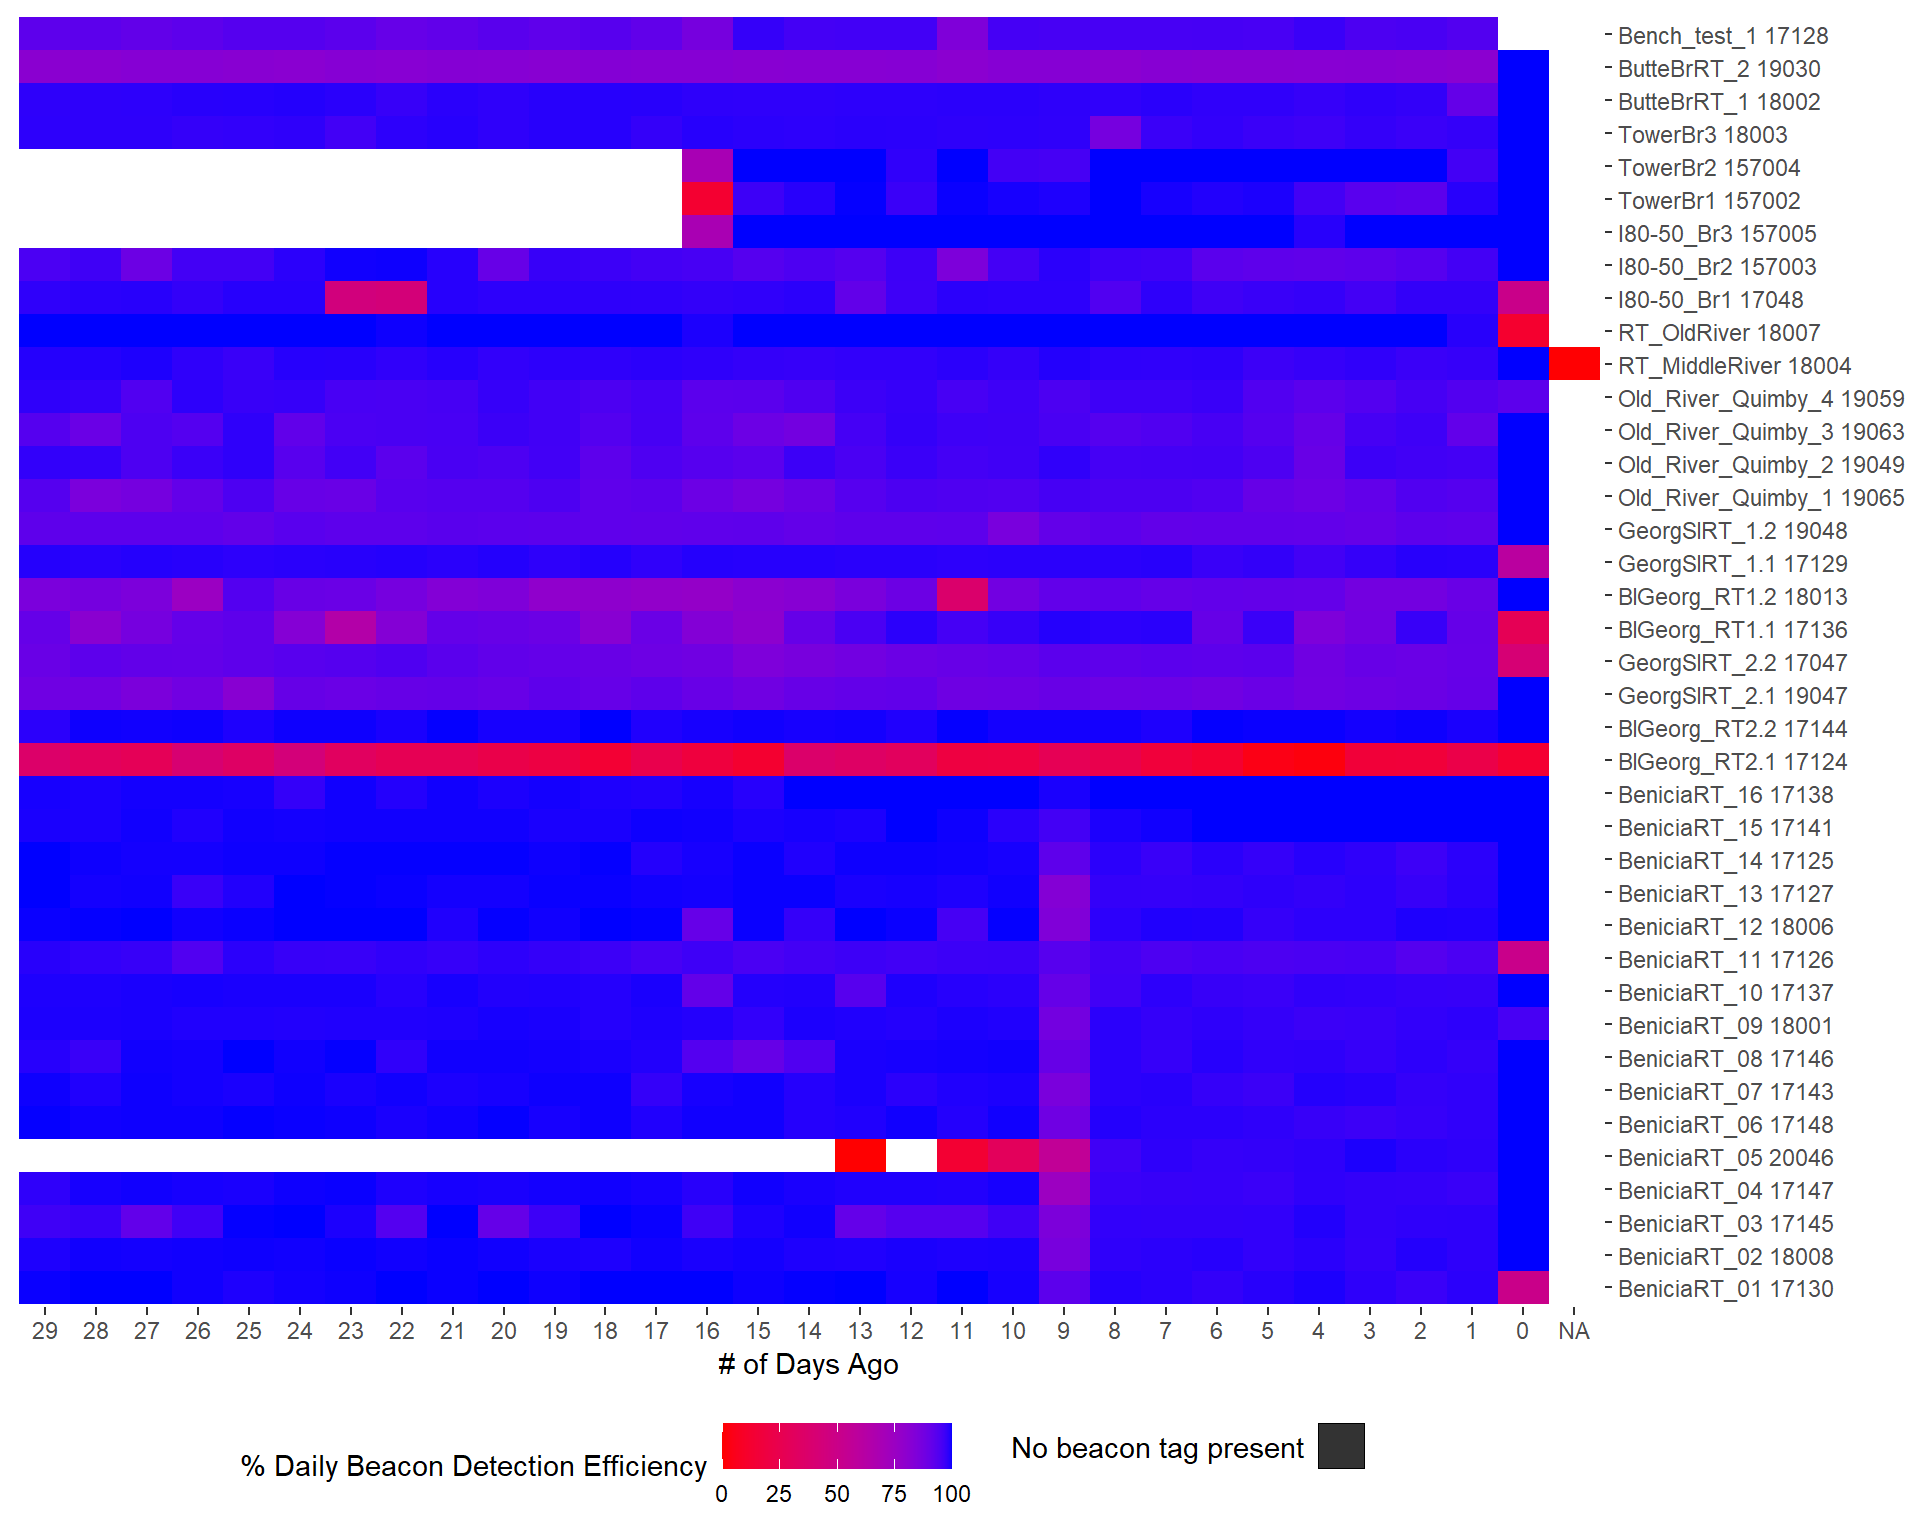 Bench_test_1 17128
ButteBrRT_2 19030
ButteBrRT_1 18002
TowerBr3 18003
TowerBr2 157004
TowerBr1 157002
I80-50_Br3 157005
I80-50_Br2 157003
I80-50_Br1 17048
RT_OldRiver 18007
RT_MiddleRiver 18004
Old_River_Quimby_4 19059
Old_River_Quimby_3 19063
Old_River_Quimby_2 19049
Old_River_Quimby_1 19065
GeorgSlRT_1.2 19048
GeorgSlRT_1.1 17129
BlGeorg_RT1.2 18013
BlGeorg_RT1.1 17136
GeorgSlRT_2.2 17047
GeorgSlRT_2.1 19047
BlGeorg_RT2.2 17144
BlGeorg_RT2.1 17124
BeniciaRT_16 17138
BeniciaRT_15 17141
BeniciaRT_14 17125
BeniciaRT_13 17127
BeniciaRT_12 18006
BeniciaRT_11 17126
BeniciaRT_10 17137
BeniciaRT_09 18001
BeniciaRT_08 17146
BeniciaRT_07 17143
BeniciaRT_06 17148
BeniciaRT_05 20046
BeniciaRT_04 17147
BeniciaRT_03 17145
BeniciaRT_02 18008
BeniciaRT_01 17130
29 28 27 26 25 24 23 22 21 20 19 18 17 16 15 14 13 12 11 10 9 8 7 6 5 4 3 2 1 0 NA
# of Days Ago
% Daily Beacon Detection Efficiency
0 25 50 75 100
No beacon tag present